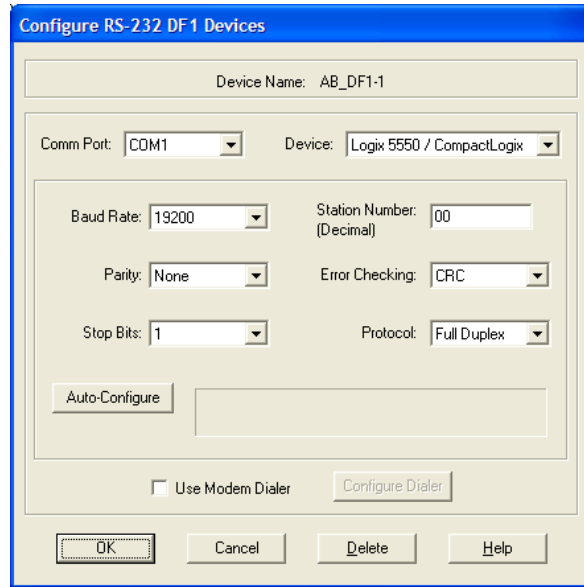 Configure RS-232 DF1 Devices
Device Name: AB_DF1-1
Comm Port: COM1 Device: Logix 5550 / CompactLogix
Baud Rate: 19200 Station Number: 00
(Decimal)
Parity: None Error Checking: CRC
Stop Bits: 1 Protocol: Full Duplex
Auto-Configure
Use Modem Dialer Configure Dialer
OK Cancel Delete Help